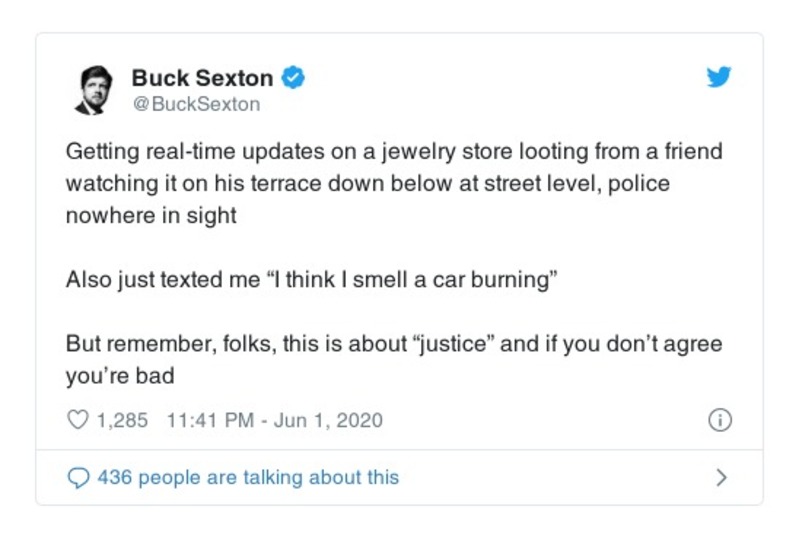 Buck Sexton
@BuckSexton
Getting real-time updates on a jewelry store looting from a friend
watching it on his terrace down below at street level, police
nowhere in sight
Also just texted me “I think I smell a car burning”
But remember, folks, this is about “justice” and if you don’t agree
you’re bad
1,285 11:41 PM - Jun 1, 2020
436 people are talking about this